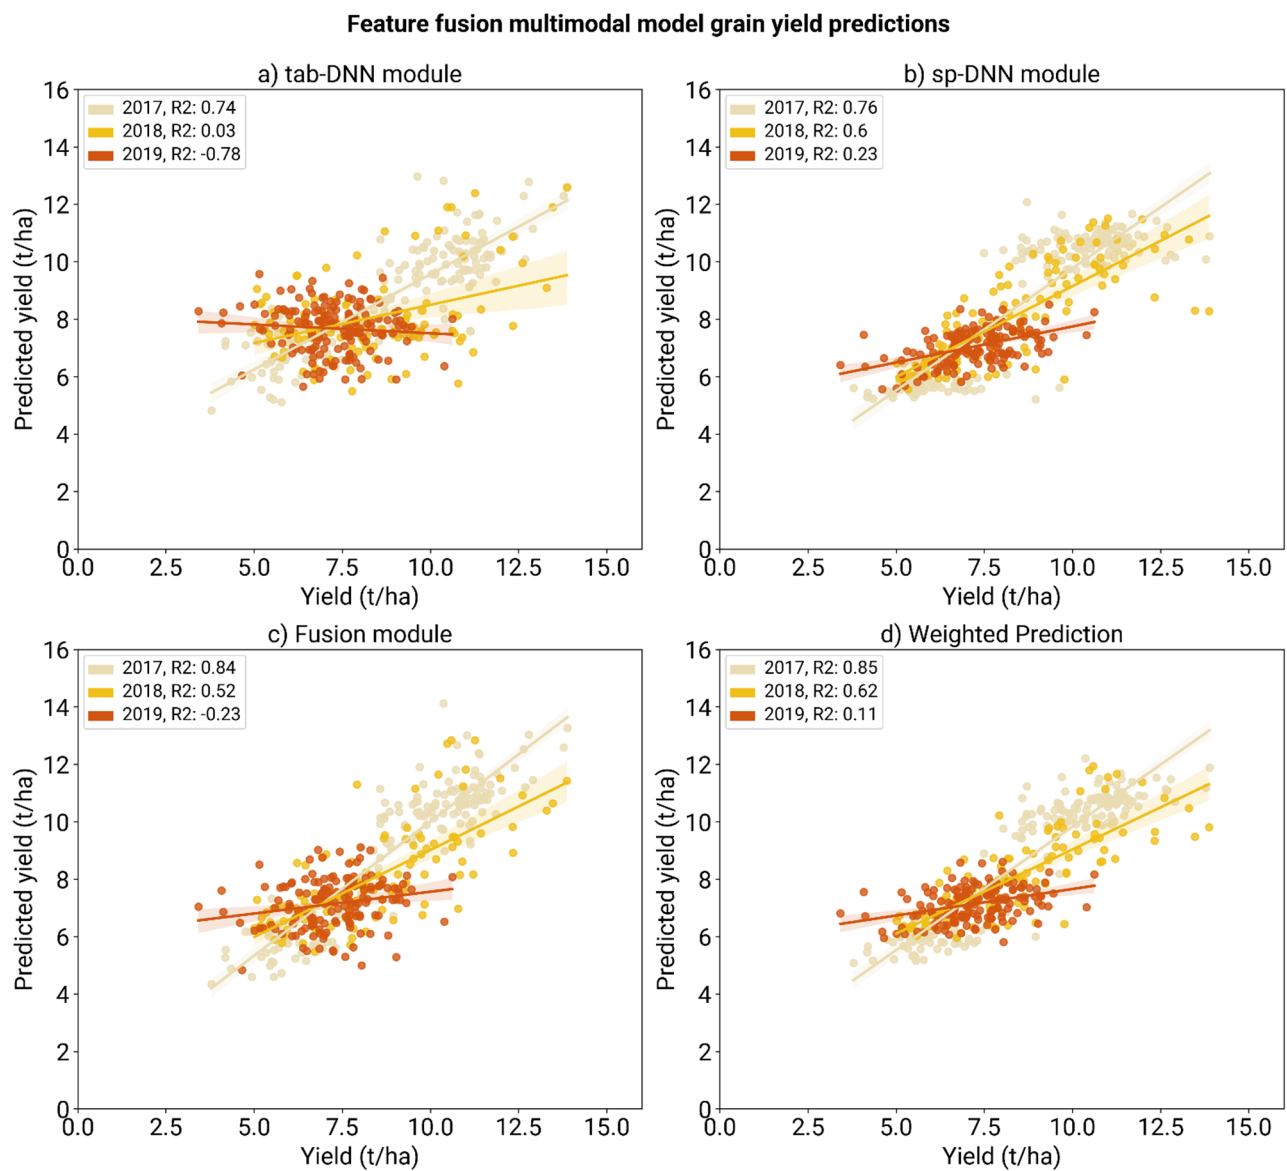 Feature fusion multimodal model grain yield predictions
a) tab-DNN module
16
14
12
10
8
6
4
2
0
Predicted yield (t/ha)
2017, R2: 0.74
2018, R2: 0.03
2019, R2: -0.78
0.0 2.5 5.0 7.5 10.0 12.5 15.0
Yield (t/ha)
b) sp-DNN module
16
14
12
10
8
6
4
2
0
Predicted yield (t/ha)
2017, R2: 0.76
2018, R2: 0.6
2019, R2: 0.23
0.0 2.5 5.0 7.5 10.0 12.5 15.0
Yield (t/ha)
c) Fusion module
16
14
12
10
8
6
4
2
0
Predicted yield (t/ha)
2017, R2: 0.84
2018, R2: 0.52
2019, R2: -0.23
0.0 2.5 5.0 7.5 10.0 12.5 15.0
Yield (t/ha)
d) Weighted Prediction
16
14
12
10
8
6
4
2
0
Predicted yield (t/ha)
2017, R2: 0.85
2018, R2: 0.62
2019, R2: 0.11
0.0 2.5 5.0 7.5 10.0 12.5 15.0
Yield (t/ha)